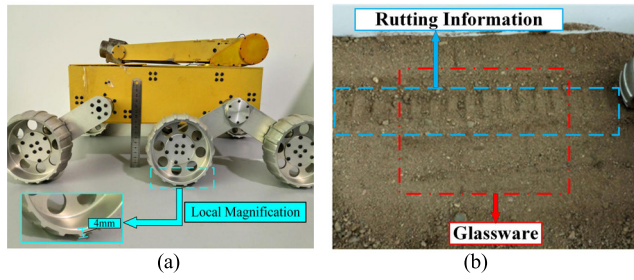 Rutting Information
Local Magnification
4mm
Glassware
(a)
(b)